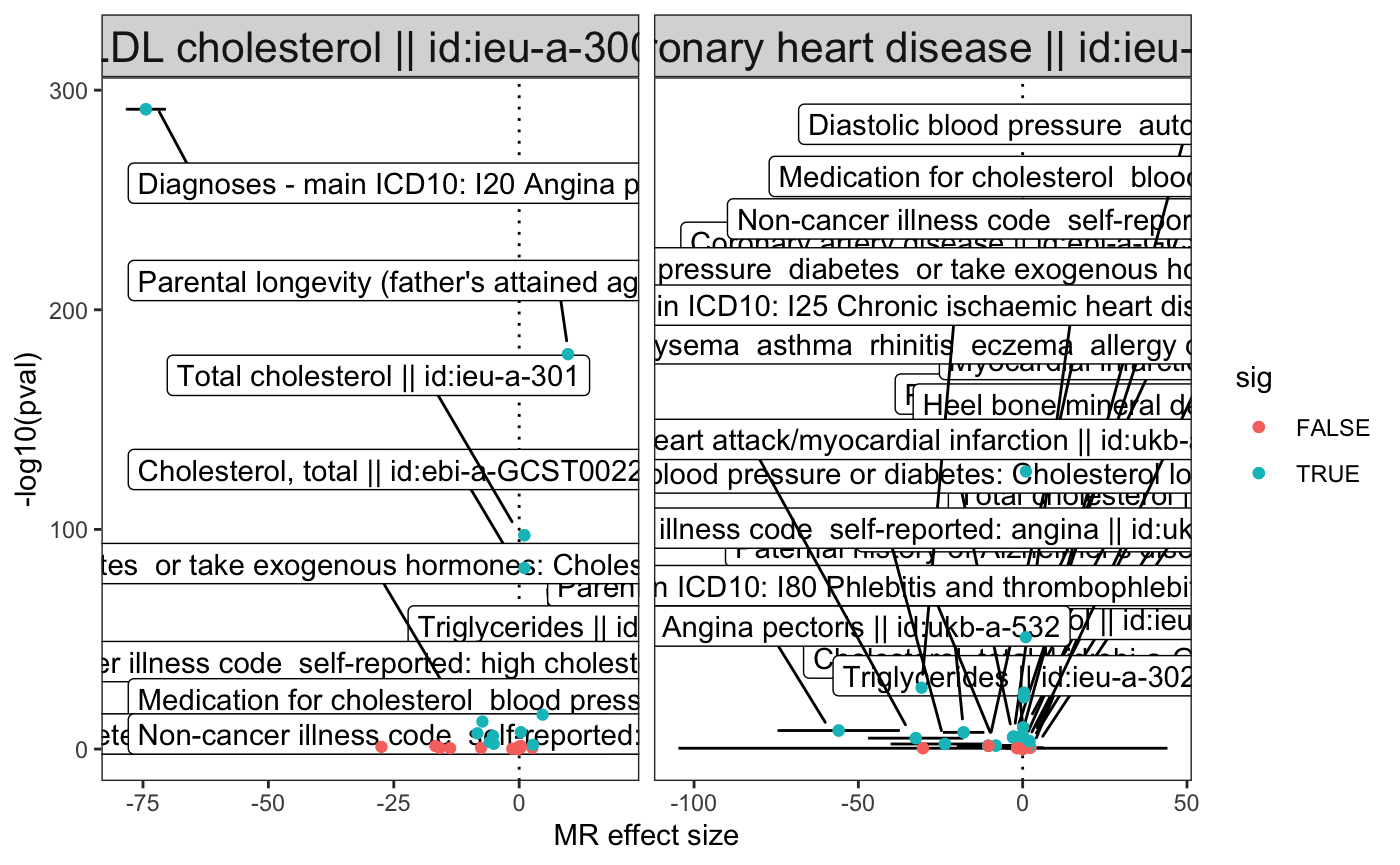 LDL cholesterol || id:ieu-a-300
ronary heart disease || id:ieu-
300
200
100
0
-log10(pval)
Diagnoses - main ICD10: I20 Angina p
Parental longevity (father's attained ag
Total cholesterol || id:ieu-a-301
Cholesterol, total || id:ebi-a-GCST0022
tes  or take exogenous hormones: Choles
Paren
Triglycerides || id
er illness code  self-reported: high cholest
Medication for cholesterol  blood press
Non-cancer illness code  self-reported:
Diastolic blood pressure  auto
Medication for cholesterol  blood
Non-cancer illness code  self-repor
Coronary artery disease || id:ebi-a-
pressure  diabetes  or take exogenous ho
in ICD10: I25 Chronic ischaemic heart dis
ysema  asthma  rhinitis  eczema  allergy o
Myocardial infarctio
Heel bone mineral de
eart attack/myocardial infarction || id:ukb-a
blood pressure or diabetes: Cholesterol lo
Total cholesterol |
illness code  self-reported: angina || id:uk
Paternal history of Alzheimer's dise
n ICD10: I80 Phlebitis and thrombophlebit
Angina pectoris || id:ukb-a-532
ol || id:ieu
Triglycerides || id:ieu-a-302
-75
-50
-25
0
-100
-50
0
50
MR effect size
sig
FALSE
TRUE